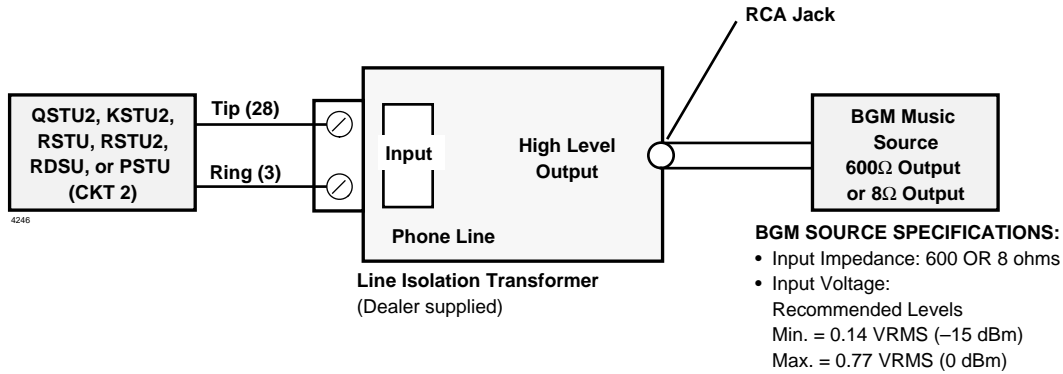 RCA Jack
QSTU2, KSTU2,
RSTU, RSTU2,
RDSU, or PSTU
(CKT 2)
4246
Tip (28)
Ring (3)
Input
High Level
Output
Phone Line
Line Isolation Transformer
(Dealer supplied)
BGM Music
Source
600Ω Output
or 8Ω Output
BGM SOURCE SPECIFICATIONS:
• Input Impedance: 600 OR 8 ohms
• Input Voltage:
Recommended Levels
Min. = 0.14 VRMS (–15 dBm)
Max. = 0.77 VRMS (0 dBm)